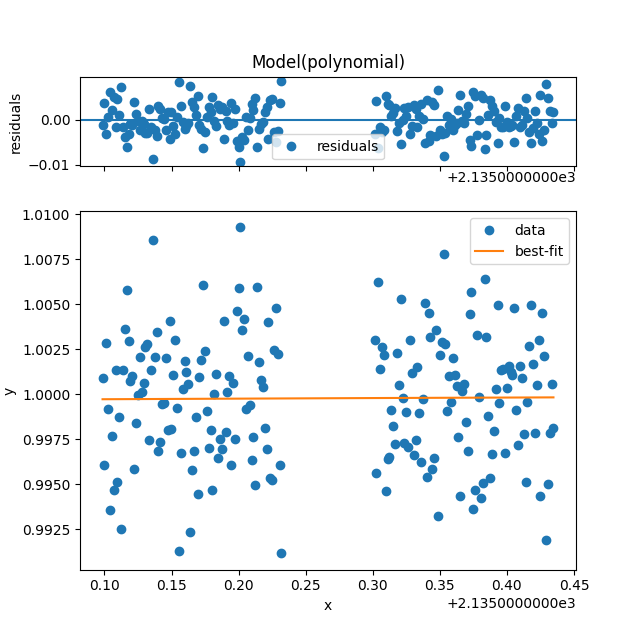 Model(polynomial)
residuals
0.00
−0.01
residuals
+2.1350000000e3
1.0100
1.0075
1.0050
1.0025
1.0000
0.9975
0.9950
0.9925
y
data
best-fit
0.10 0.15 0.20 0.25 0.30 0.35 0.40 0.45
x
+2.1350000000e3